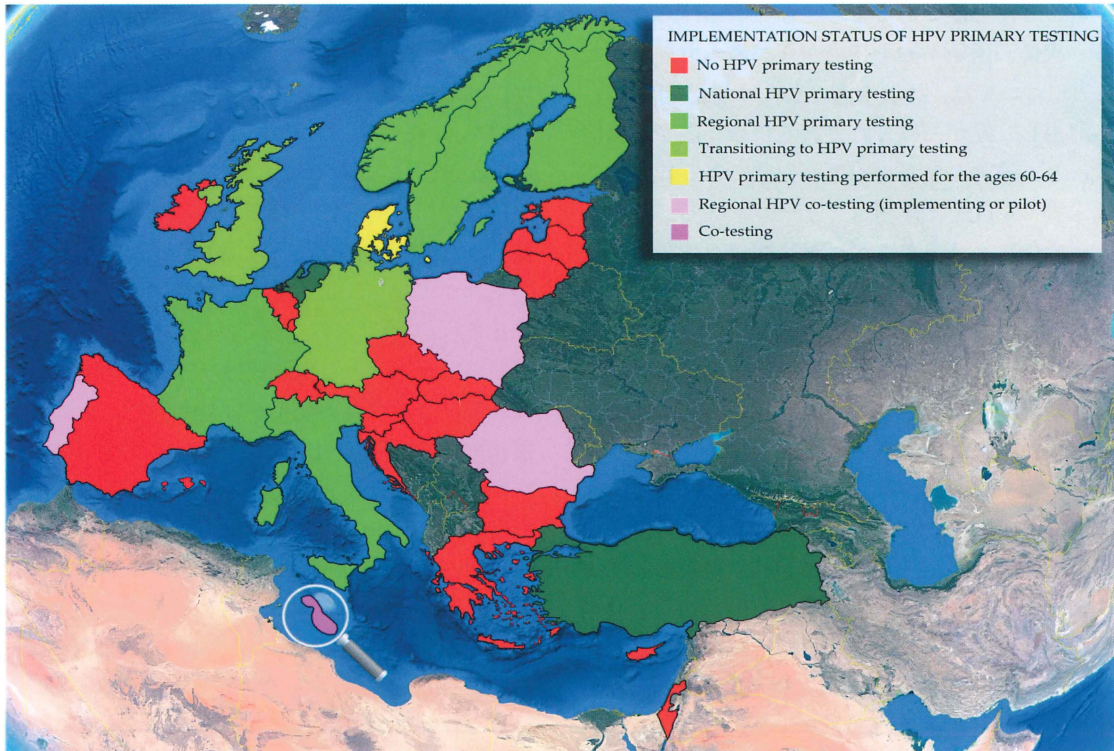 IMPLEMENTATION STATUS OF HPV PRIMARY TESTING
No HPV primary testing
National HPV primary testing
Regional HPV primary testing
Transitioning to HPV primary testing
HPV primary testing performed for the ages 60-64
Regional HPV co-testing (implementing or pilot)
Co-testing